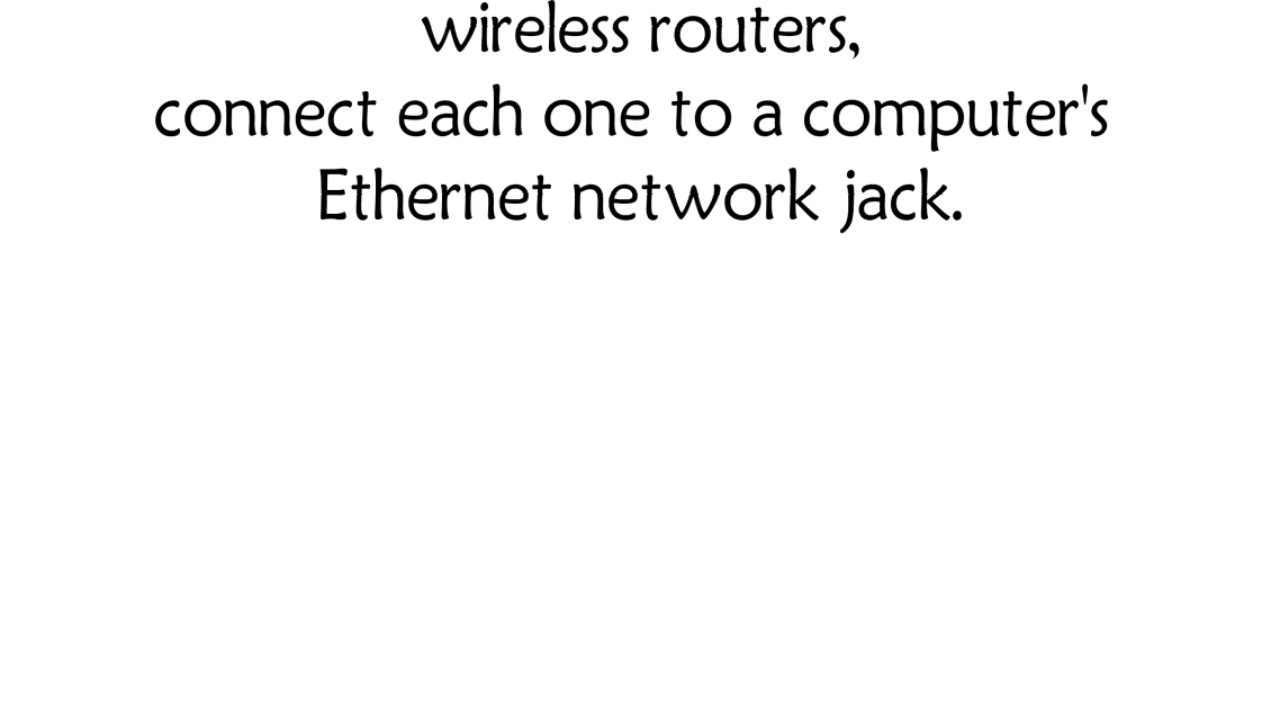 wireless routers,
connect each one to a computer's
Ethernet network jack.